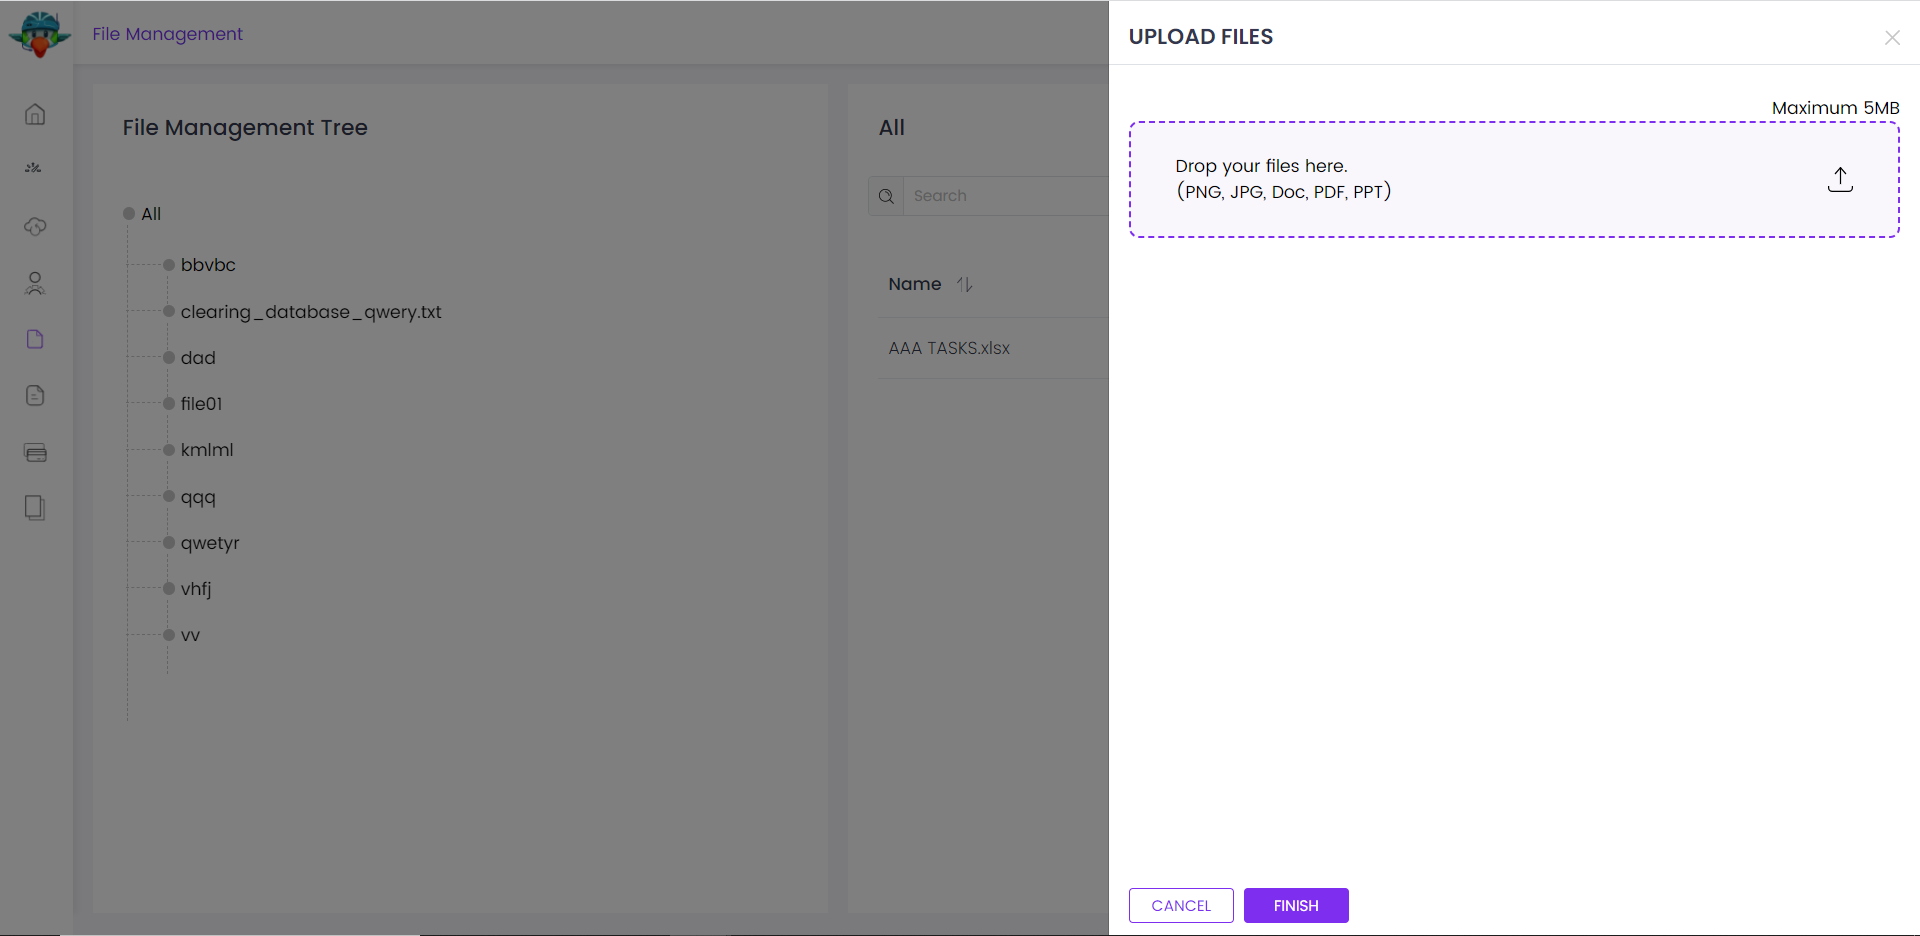 File Management
UPLOAD FILES
Maximum 5MB
Drop your files here.
(PNG, JPG, Doc, PDF, PPT)
File Management Tree
All
bbvbc
clearing_database_qwery.txt
dad
file01
kmlml
qqq
qwetyr
vhfj
vv
All
Search
Name
AAA TASKS.xlsx
CANCEL
FINISH